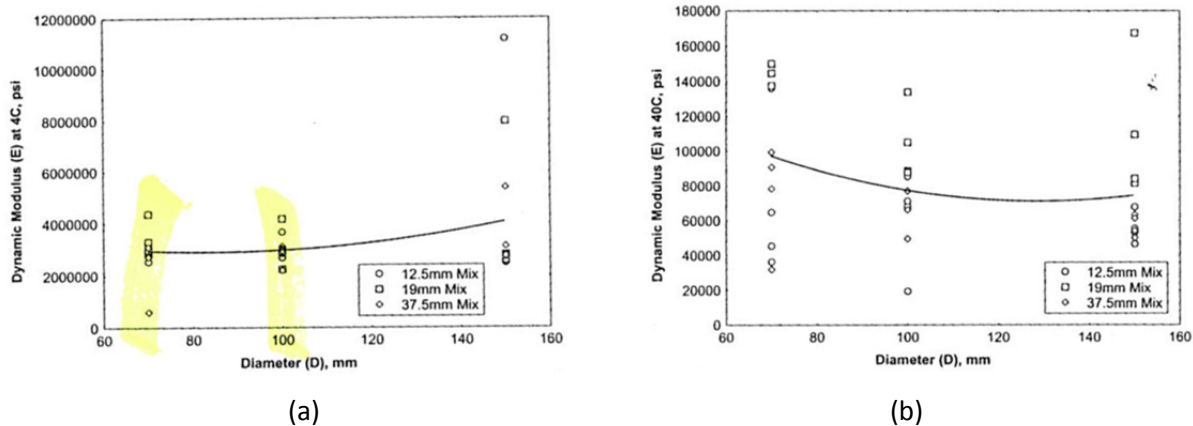 12000000
10000000
8000000
6000000
4000000
2000000
0
Dynamic Modulus (E) at 4C, psi
60 80 100 120 140 160
Diameter (D), mm
12.5mm Mix
19mm Mix
37.5mm Mix
(a)
180000
160000
140000
120000
100000
80000
60000
40000
20000
0
Dynamic Modulus (E) at 40C, psi
60 80 100 120 140 160
Diameter (D), mm
12.5mm Mix
19mm Mix
37.5mm Mix
(b)